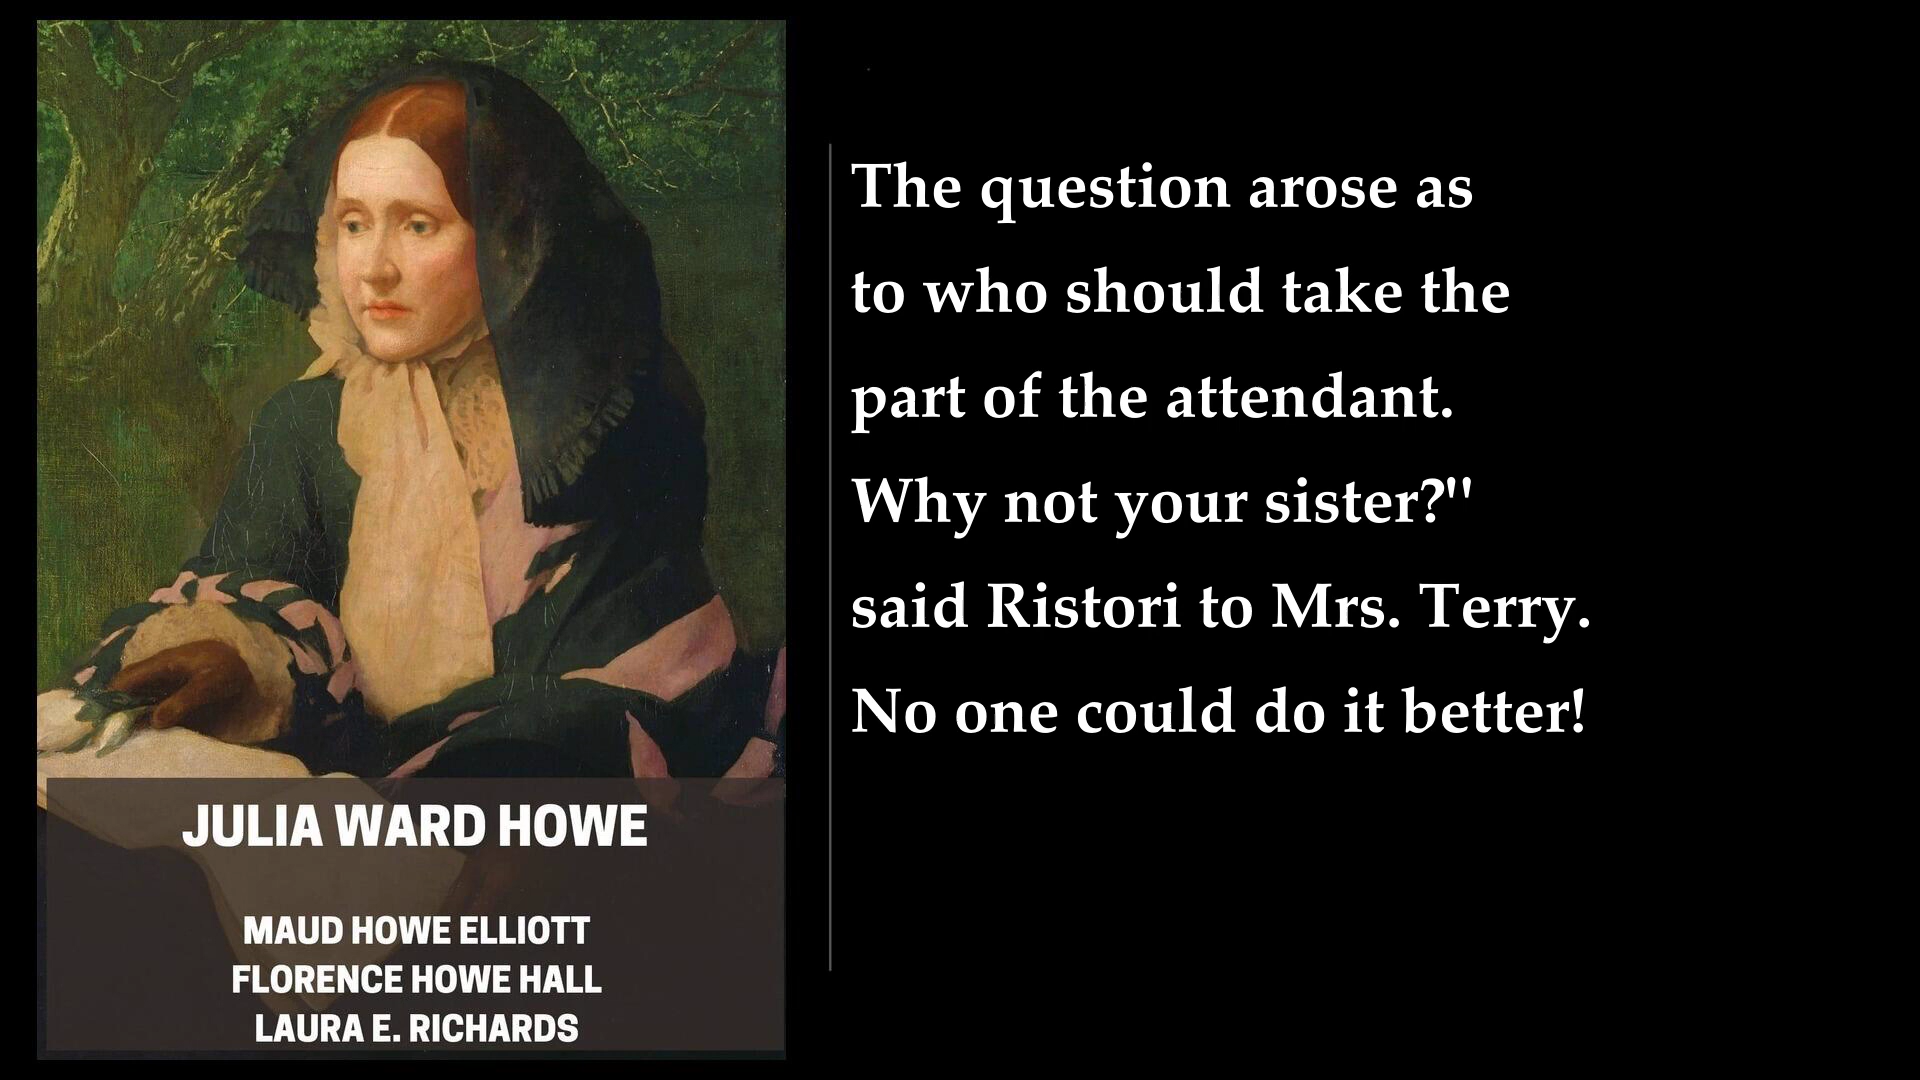 JULIA WARD HOWE
MAUD HOWE ELLIOTT
FLORENCE HOWE HALL
LAURA E. RICHARDS
The question arose as
to who should take the
part of the attendant.
Why not your sister?"
said Ristori to Mrs. Terry.
No one could do it better!